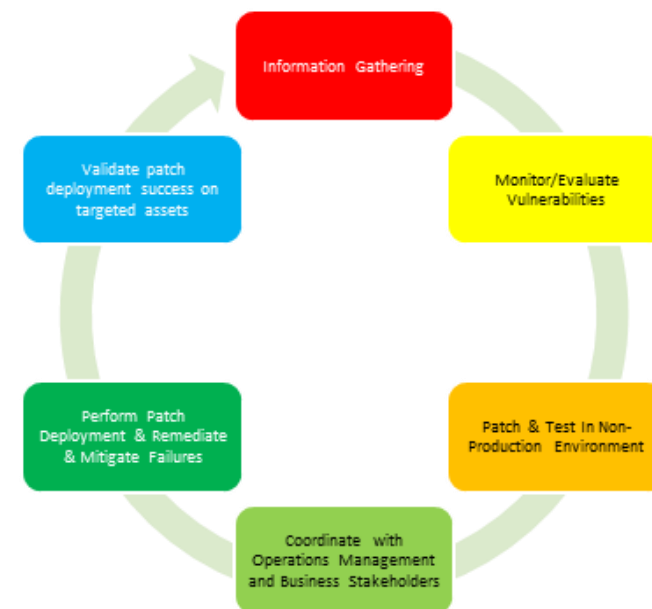 Information Gathering
Monitor/Evaluate
Vulnerabilities
Patch & Test In Non-
Production Environment
Coordinate with
Operations Management
and Business Stakeholders
Perform Patch
Deployment & Remediate
& Mitigate Failures
Validate patch
deployment success on
targeted assets